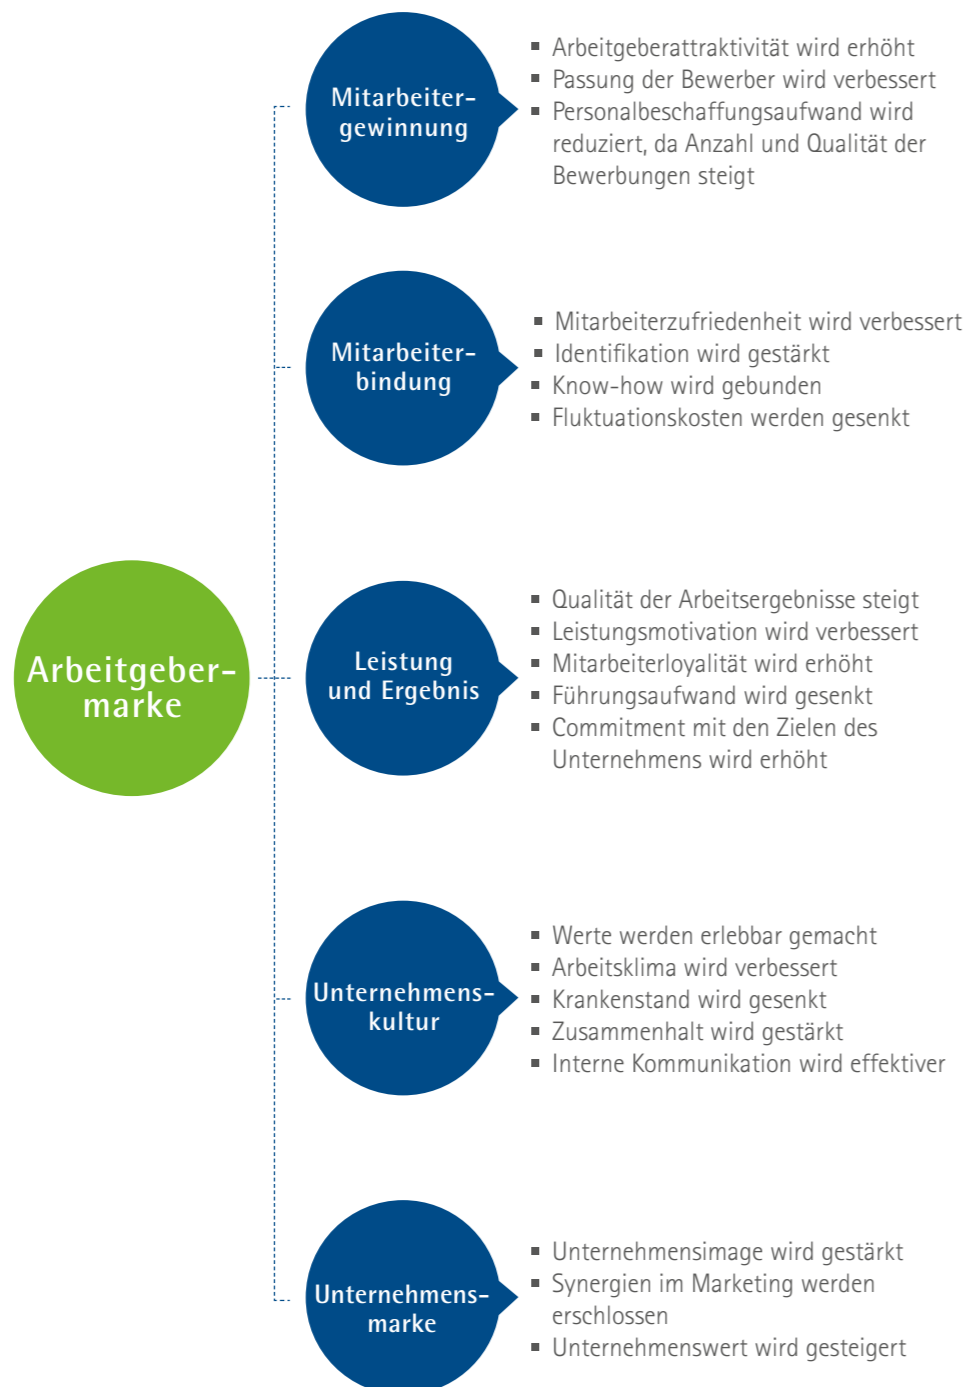 Mitarbeiter-
gewinnung
▪ Arbeitgeberattraktivität wird erhöht
▪ Passung der Bewerber wird verbessert
▪ Personalbeschaffungsaufwand wird
reduziert, da Anzahl und Qualität der
Bewerbungen steigt
Mitarbeiter-
bindung
▪ Mitarbeiterzufriedenheit wird verbessert
▪ Identifikation wird gestärkt
▪ Know-how wird gebunden
▪ Fluktuationskosten werden gesenkt
Arbeitgeber-
marke
Leistung
und Ergebnis
▪ Qualität der Arbeitsergebnisse steigt
▪ Leistungsmotivation wird verbessert
▪ Mitarbeiterloyalität wird erhöht
▪ Führungsaufwand wird gesenkt
▪ Commitment mit den Zielen des
Unternehmens wird erhöht
Unternehmens-
kultur
▪ Werte werden erlebbar gemacht
▪ Arbeitsklima wird verbessert
▪ Krankenstand wird gesenkt
▪ Zusammenhalt wird gestärkt
▪ Interne Kommunikation wird effektiver
Unternehmens-
marke
▪ Unternehmensimage wird gestärkt
▪ Synergien im Marketing werden
erschlossen
▪ Unternehmenswert wird gesteigert